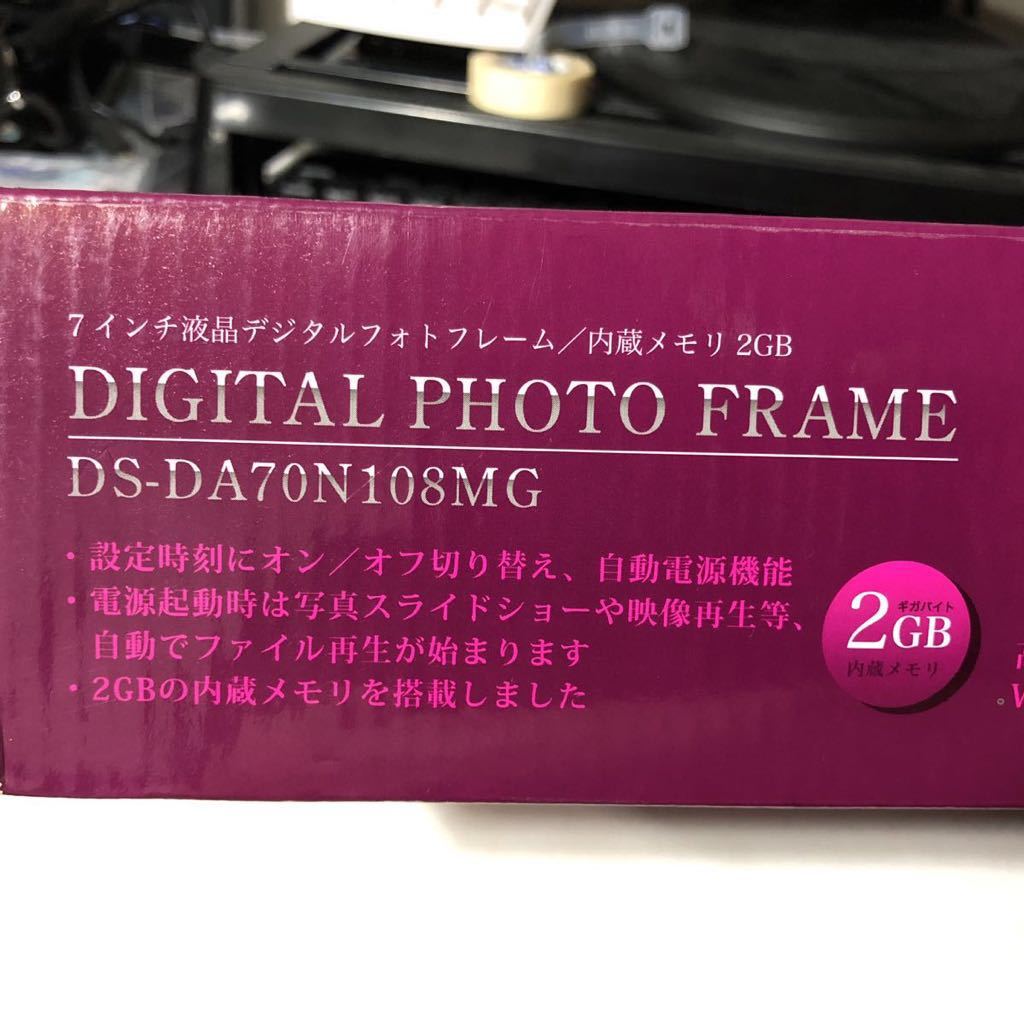 7インチ液晶デジタルフォトフレーム／内蔵メモリ 2GB
DIGITAL PHOTO FRAME
DS-DA70N108MG
・設定時刻にオン／オフ切り替え、自動電源機能
・電源起動時は写真スライドショーや映像再生等、
自動でファイル再生が始まります
・2GBの内蔵メモリを搭載しました
ギガバイト
2GB
内蔵メモリ